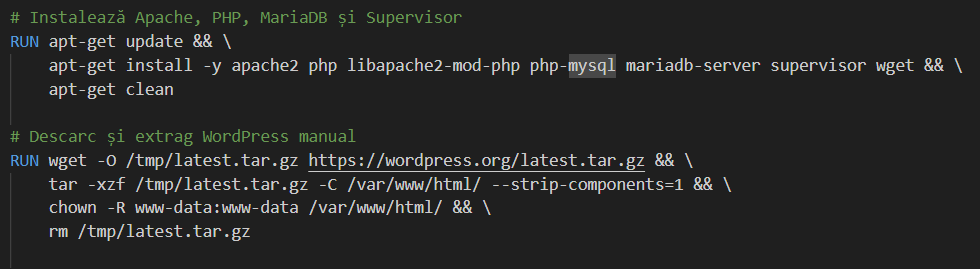 # Instalează Apache, PHP, MariaDB și Supervisor
RUN apt-get update && \
apt-get install -y apache2 php libapache2-mod-php php-mysql mariadb-server supervisor wget && \
apt-get clean
# Descarc și extrag WordPress manual
RUN wget -O /tmp/latest.tar.gz https://wordpress.org/latest.tar.gz && \
tar -xzf /tmp/latest.tar.gz -C /var/www/html/ --strip-components=1 && \
chown -R www-data:www-data /var/www/html/ && \
rm /tmp/latest.tar.gz